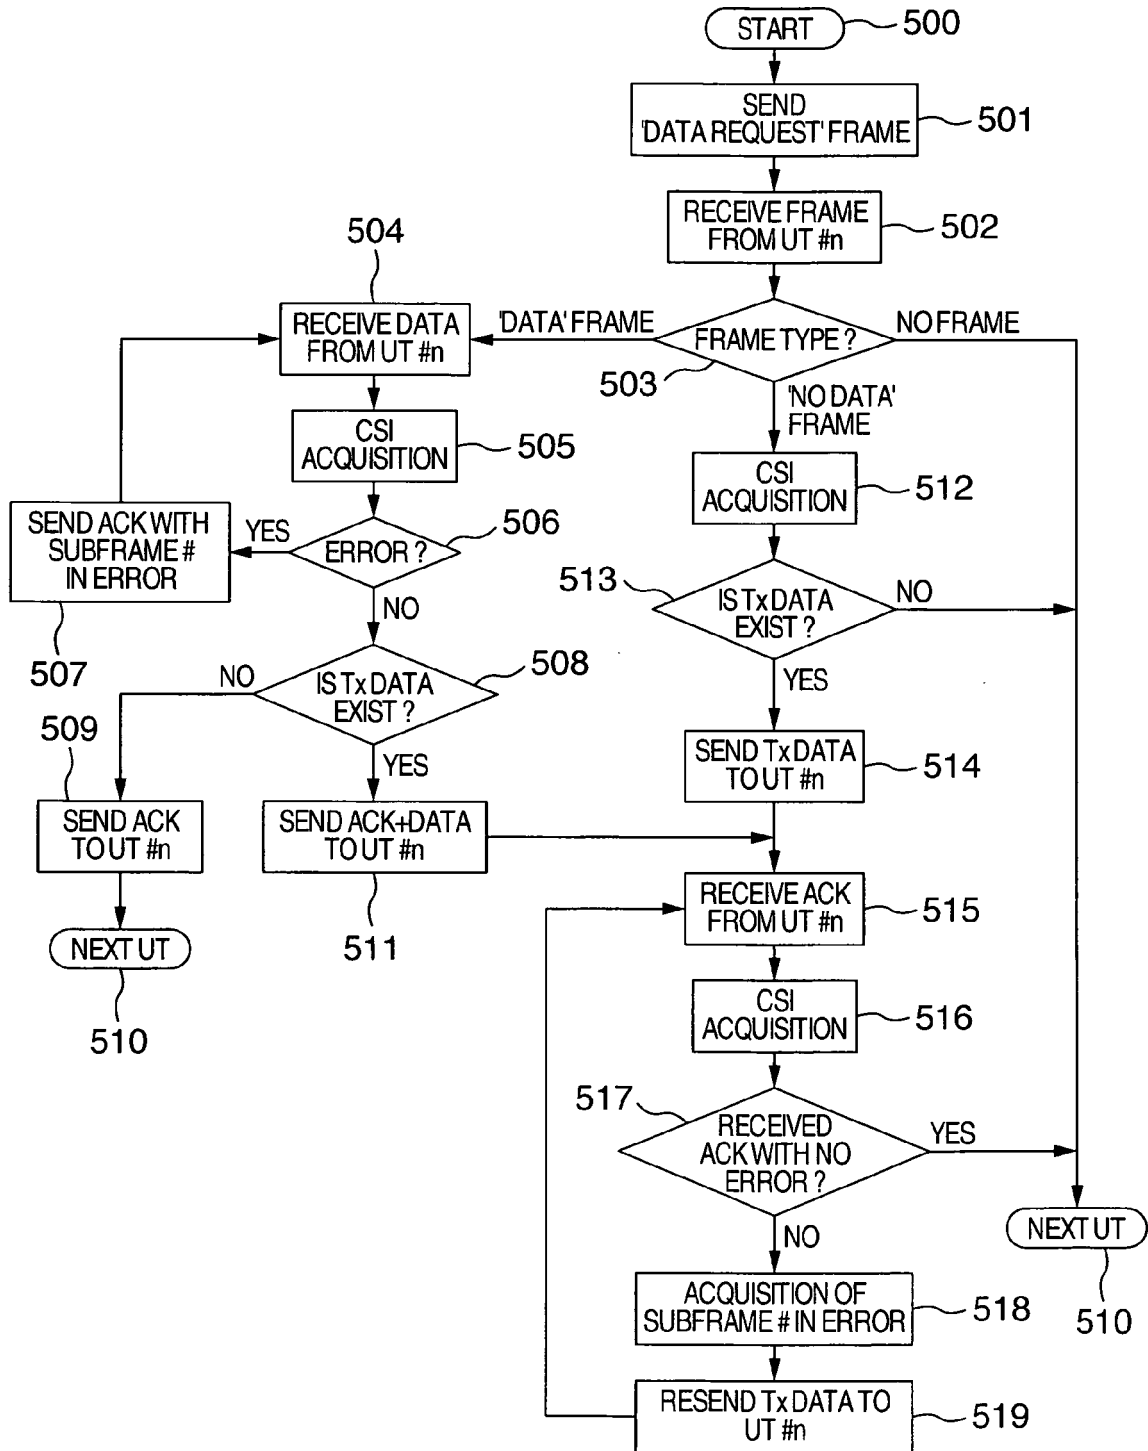 START
500
SEND
'DATA REQUEST' FRAME
501
RECEIVE FRAME
FROM UT #n
502
504
RECEIVE DATA
FROM UT #n
'DATA' FRAME
FRAME TYPE ?
NO FRAME
503
'NO DATA'
FRAME
CSI
ACQUISITION
505
CSI
ACQUISITION
512
SEND ACK WITH
SUBFRAME #
IN ERROR
YES
ERROR ?
506
507
NO
513
IS Tx DATA
EXIST ?
NO
YES
NO
IS Tx DATA
EXIST ?
508
509
YES
SEND Tx DATA
TO UT #n
514
SEND ACK
TO UT #n
SEND ACK+DATA
TO UT #n
511
RECEIVE ACK
FROM UT #n
515
NEXT UT
510
CSI
ACQUISITION
516
517
RECEIVED
ACK WITH NO
ERROR ?
YES
NO
NEXT UT
510
ACQUISITION OF
SUBFRAME # IN ERROR
518
RESEND Tx DATA TO
UT #n
519